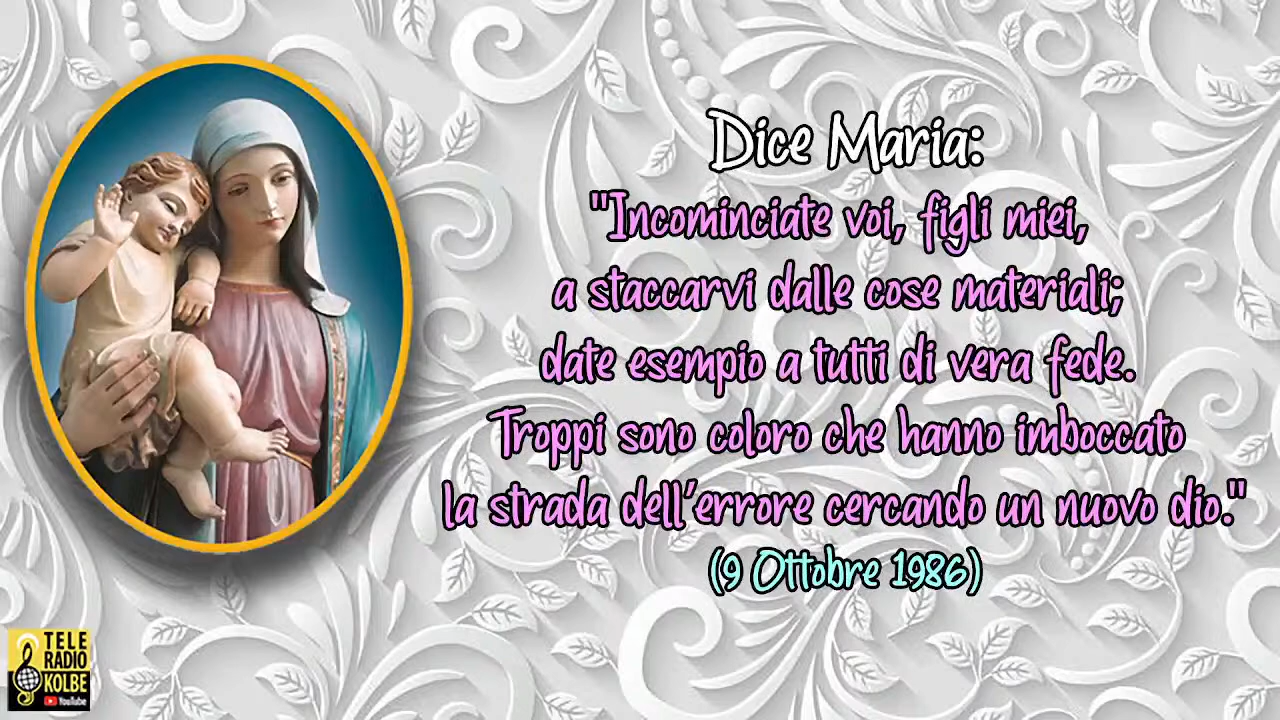 Dice Maria:
"Incominciate voi, figli miei,
a staccarvi dalle cose materiali;
date esempio a tutti di vera fede.
Troppi sono coloro che hanno imboccato
la strada dell'errore cercando un nuovo dio."
(9 Ottobre 1986)
TELE
RADIO
KOLBE
YouTube